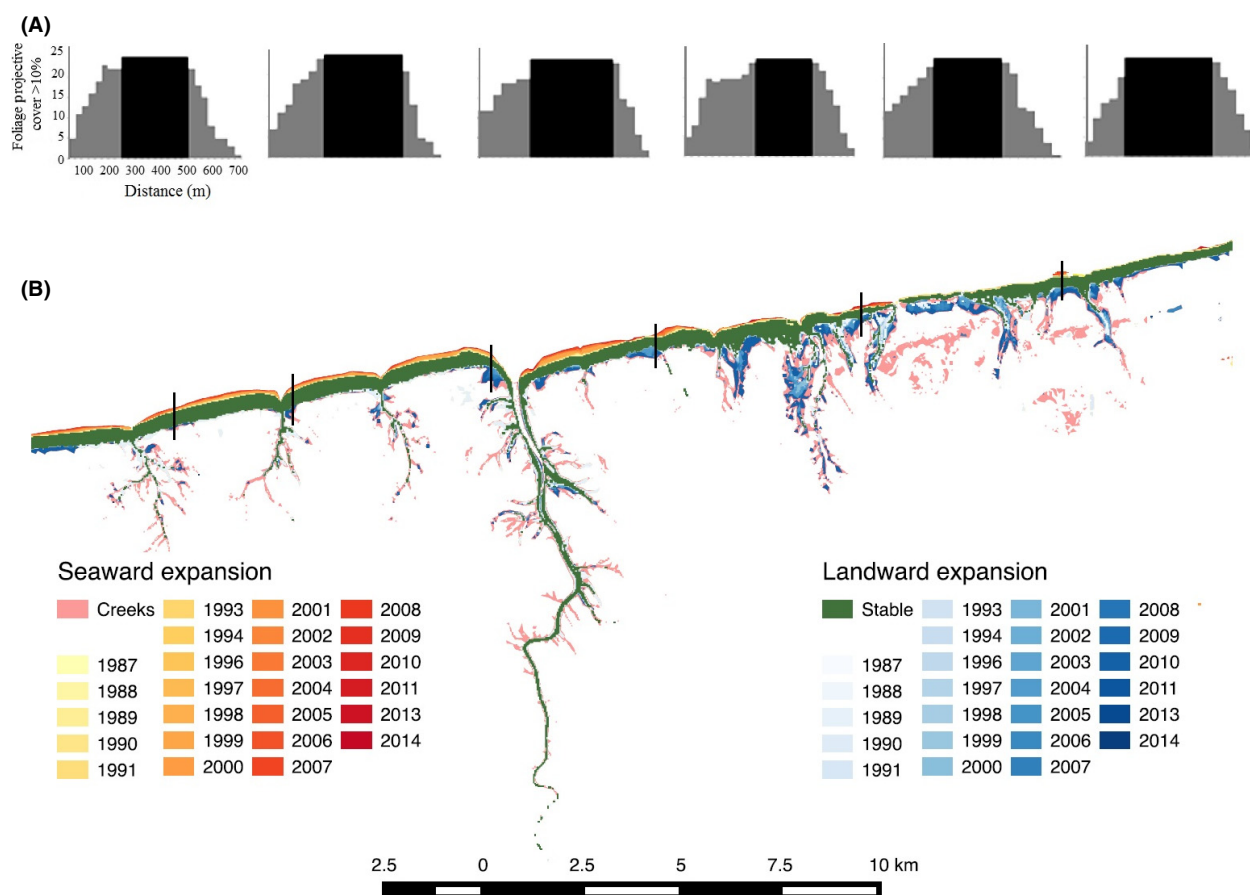 (A)
Foliage projective
cover >10%
25
20
15
10
5
0
100 200 300 400 500 600 700
Distance (m)
(B)
Seaward expansion
Creeks 1993 2001 2008
1994 2002 2009
1987 1996 2003 2010
1988 1997 2004 2011
1989 1998 2005 2013
1990 1999 2006 2014
1991 2000 2007
Landward expansion
Stable 1993 2001 2008
1994 2002 2009
1987 1996 2003 2010
1988 1997 2004 2011
1989 1998 2005 2013
1990 1999 2006 2014
1991 2000 2007
2.5 0 2.5 5 7.5 10 km